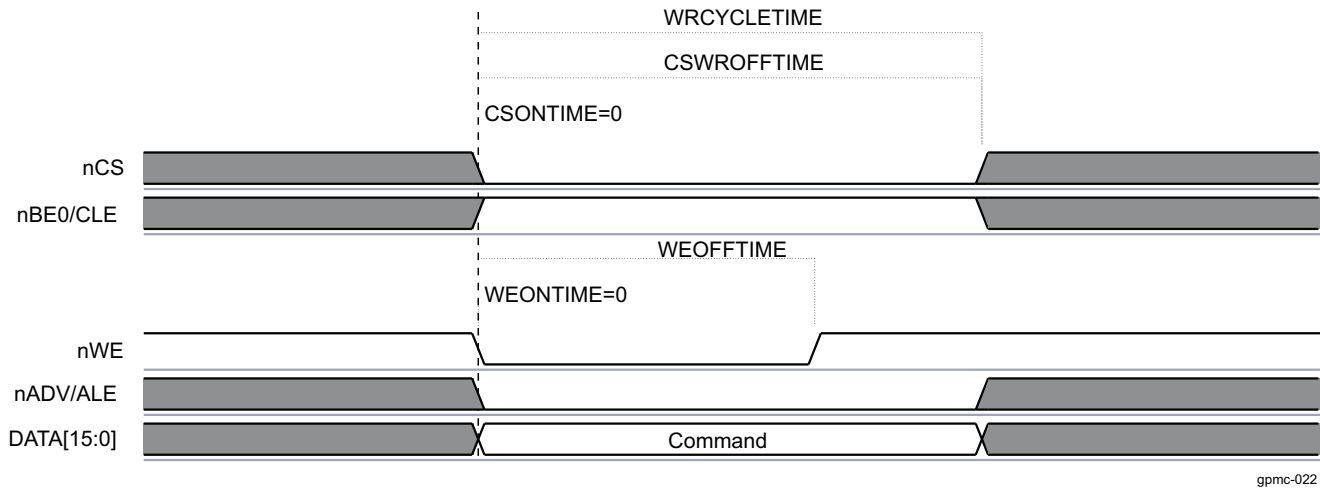 WRCYCLETIME
CSWROFFTIME
CSONTIME=0
nCS
nBE0/CLE
WEOFFTIME
WEONTIME=0
nWE
nADV/ALE
DATA[15:0]
Command
gpmc-022